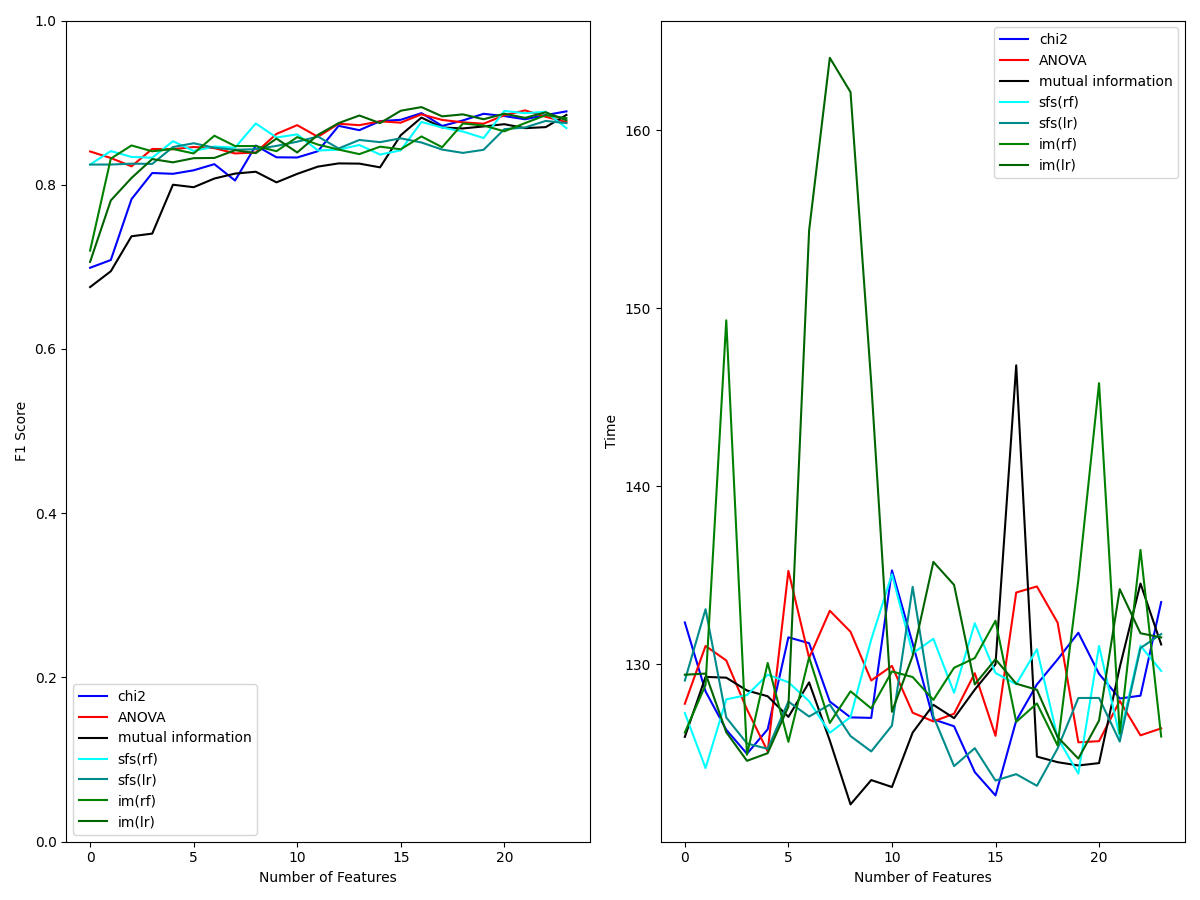 1.0
0.8
0.6
0.4
0.2
0.0
F1 Score
chi2
ANOVA
mutual information
sfs(rf)
sfs(lr)
im(rf)
im(lr)
0 5 10 15 20
Number of Features
160
150
140
130
Time
chi2
ANOVA
mutual information
sfs(rf)
sfs(lr)
im(rf)
im(lr)
0 5 10 15 20
Number of Features